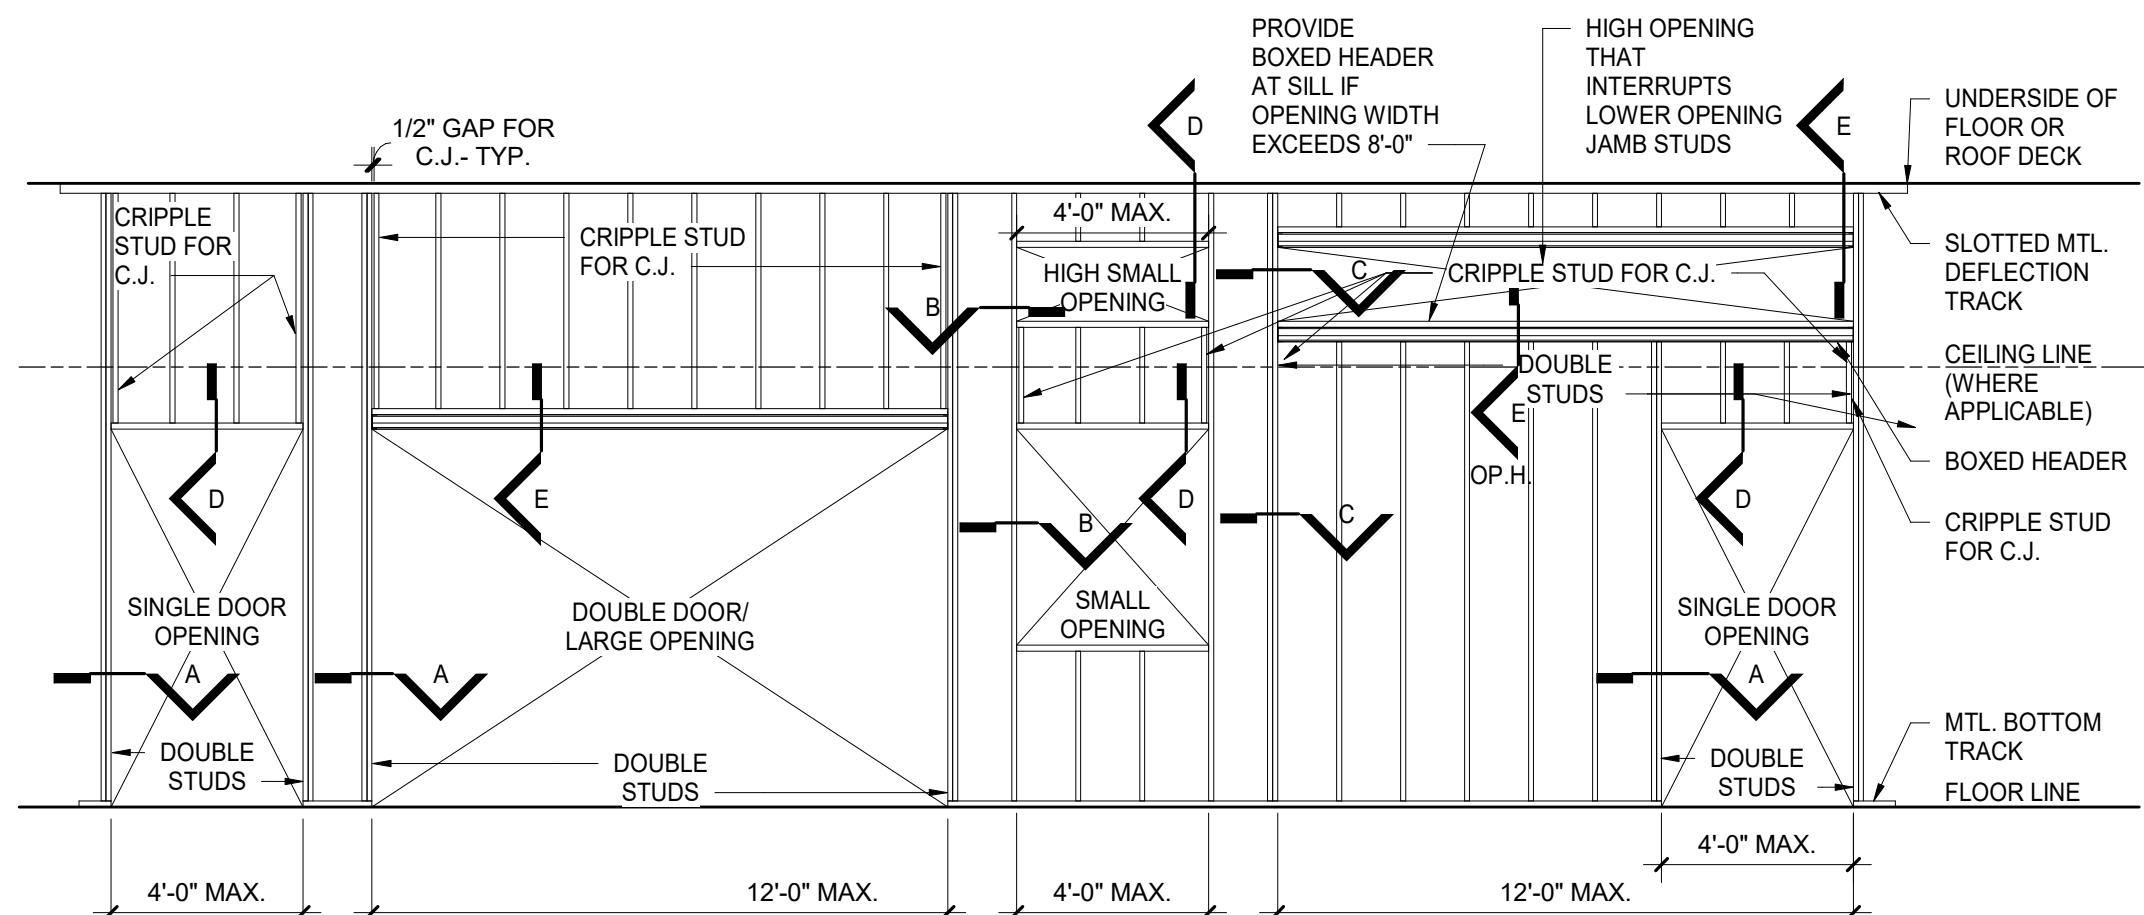 PROVIDE
BOXED HEADER
AT SILL IF
OPENING WIDTH
EXCEEDS 8'-0"
HIGH OPENING
THAT
INTERRUPTS
LOWER OPENING
JAMB STUDS
D
E
UNDERSIDE OF
FLOOR OR
ROOF DECK
1/2" GAP FOR
C.J.- TYP.
CRIPPLE
STUD FOR
C.J.
CRIPPLE STUD
FOR C.J.
4'-0" MAX.
HIGH SMALL
OPENING
C
CRIPPLE STUD FOR C.J.
SLOTTED MTL.
DEFLECTION
TRACK
B
DOUBLE
STUDS
E
OP.H.
CEILING LINE
(WHERE
APPLICABLE)
BOXED HEADER
D
E
B
D
C
D
CRIPPLE STUD
FOR C.J.
SINGLE DOOR
OPENING
DOUBLE DOOR/
LARGE OPENING
SMALL
OPENING
SINGLE DOOR
OPENING
A
A
A
DOUBLE
STUDS
DOUBLE
STUDS
DOUBLE
STUDS
MTL. BOTTOM
TRACK
FLOOR LINE
4'-0" MAX.
4'-0" MAX.
12'-0" MAX.
4'-0" MAX.
12'-0" MAX.